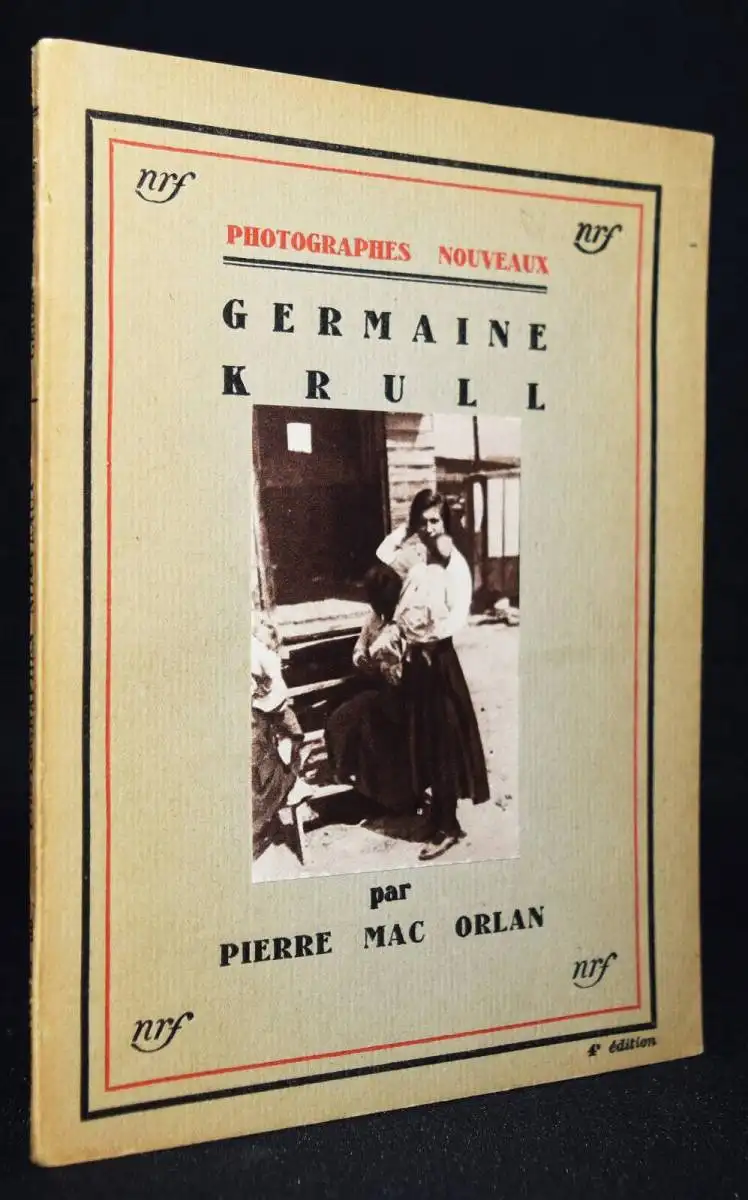 nrf
nrf
PHOTOGRAPHES NOUVEAUX
GERMAINE
KRULL
par
PIERRE MAC ORLAN
nrf
nrf
4e édition